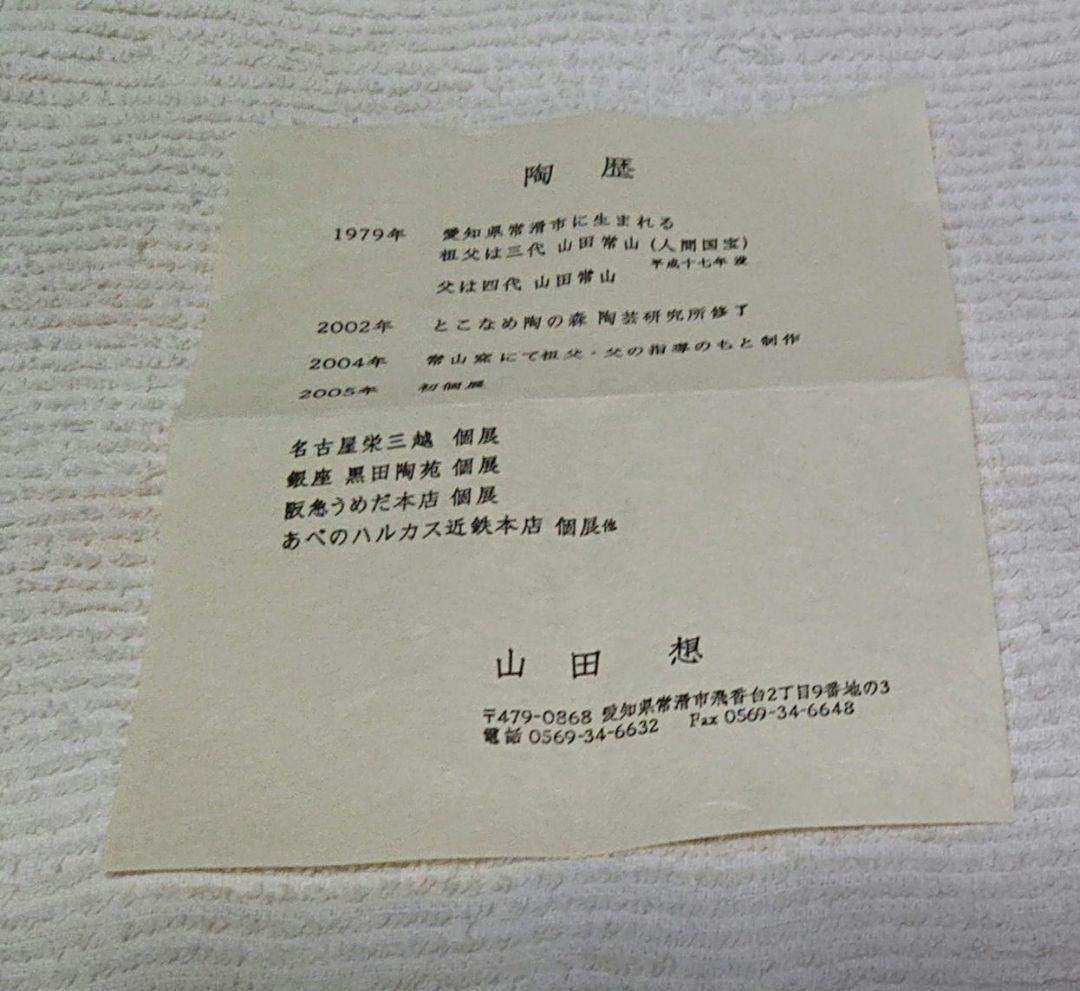 陶 歴
1979年 愛知県常滑市に生まれる
祖父は三代 山田常山 (人間国宝)
平成十七年 没
父は四代 山田常山
2002年 とこなめ陶の森 陶芸研究所修了
2004年 常山窯にて祖父・父の指導のもと制作
2005年 初個展
名古屋栄三越 個展
銀座 黒田陶苑 個展
阪急うめだ本店 個展
あべのハルカス近鉄本店 個展他
山 田 想
〒479-0868 愛知県常滑市飛香台2丁目9番地の3
電話 0569-34-6632 Fax 0569-34-6648